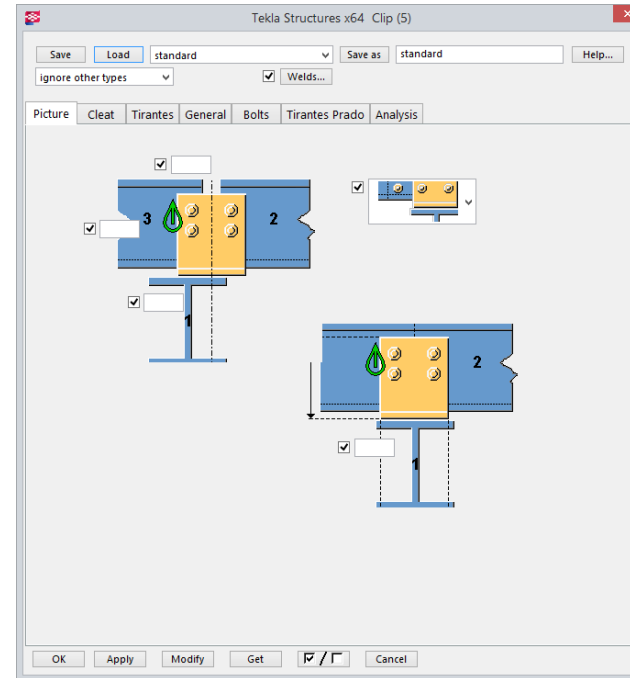 Tekla Structures x64 Clip (5)
Save Load standard Save as standard Help...
ignore other types Welds...
Picture Cleat Tirantes General Bolts Tirantes Prado Analysis
3 2
1
2
1
OK Apply Modify Get / Cancel